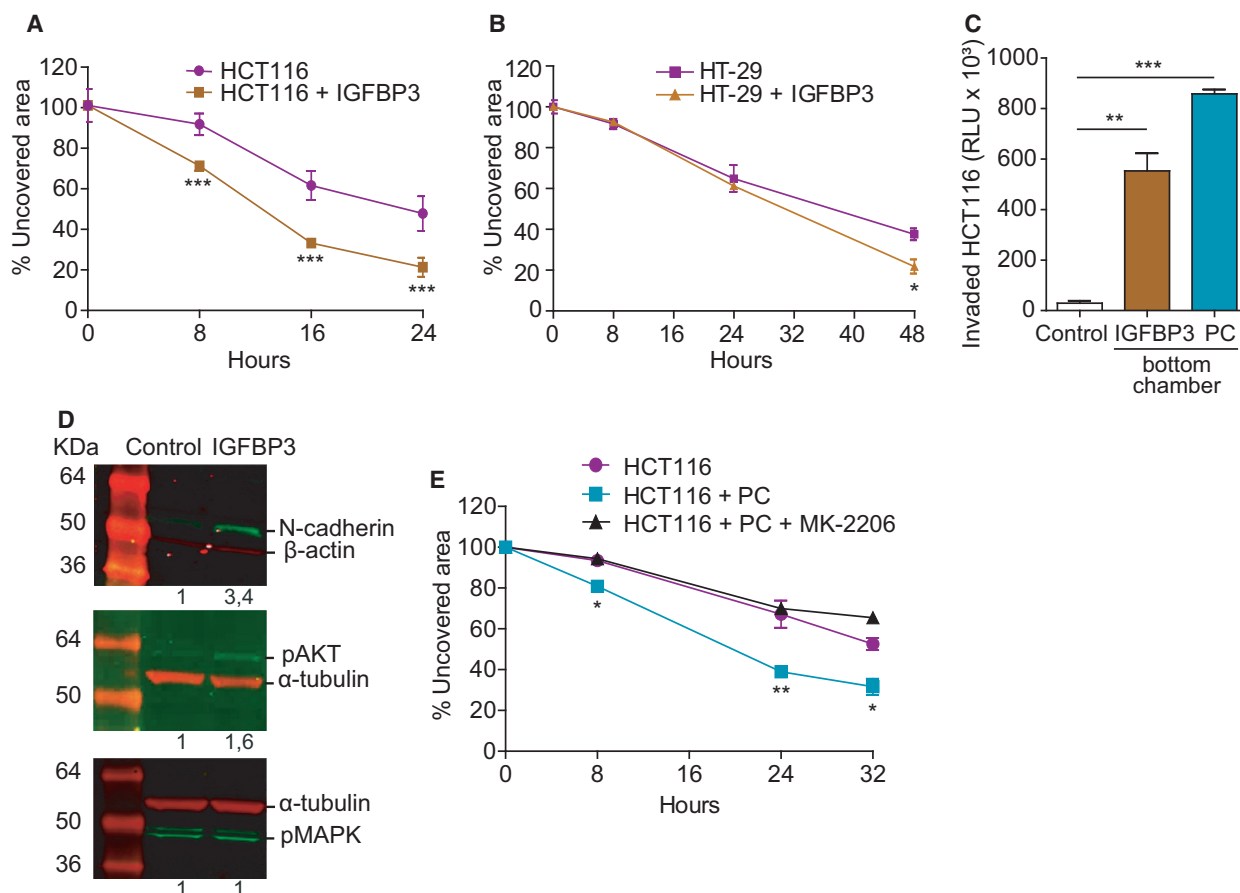 A
HCT116
HCT116 + IGFBP3
% Uncovered area
120
100
80
60
40
20
0
***
***
***
0 8 16 24
Hours
B
HT-29
HT-29 + IGFBP3
% Uncovered area
120
100
80
60
40
20
0
*
0 8 16 24 32 40 48
Hours
C
Invaded HCT116 (RLU x 10³)
1000
800
600
400
200
0
***
**
Control IGFBP3 PC
bottom
chamber
D
KDa Control IGFBP3
64
50
36
N-cadherin
β-actin
1 3,4
64
50
pAKT
α-tubulin
1 1,6
64
50
36
α-tubulin
pMAPK
1 1
E
HCT116
HCT116 + PC
HCT116 + PC + MK-2206
% Uncovered area
120
100
80
60
40
20
0
*
**
*
0 8 16 24 32
Hours